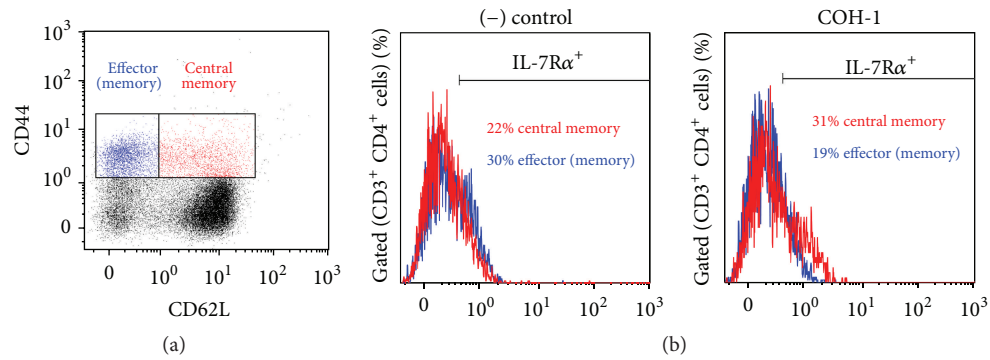 10³
10²
10¹
10⁰
0
CD44
Effector
(memory)
Central
memory
0
10⁰
10¹
10²
10³
CD62L
(a)
(−) control
Gated (CD3⁺ CD4⁺ cells) (%)
IL-7Rα⁺
22% central memory
30% effector (memory)
0
10⁰
10¹
10²
10³
COH-1
Gated (CD3⁺ CD4⁺ cells) (%)
IL-7Rα⁺
31% central memory
19% effector (memory)
0
10⁰
10¹
10²
10³
(b)